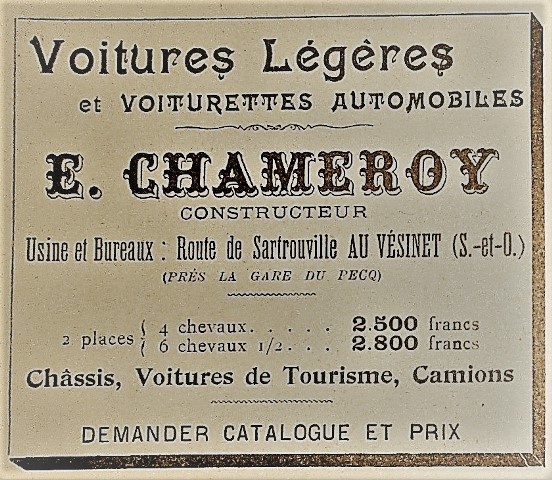 Voitures Légères
et VOITURETTES AUTOMOBILES
E. CHAMEROY
CONSTRUCTEUR
Usine et Bureaux : Route de Sartrouville AU VÉSINET (S.-et-O.)
(PRÈS LA GARE DU PECQ)
2 places { 4 chevaux. . . . . 2.500 francs
{ 6 chevaux 1/2. . . 2.800 francs
Châssis, Voitures de Tourisme, Camions
DEMANDER CATALOGUE ET PRIX